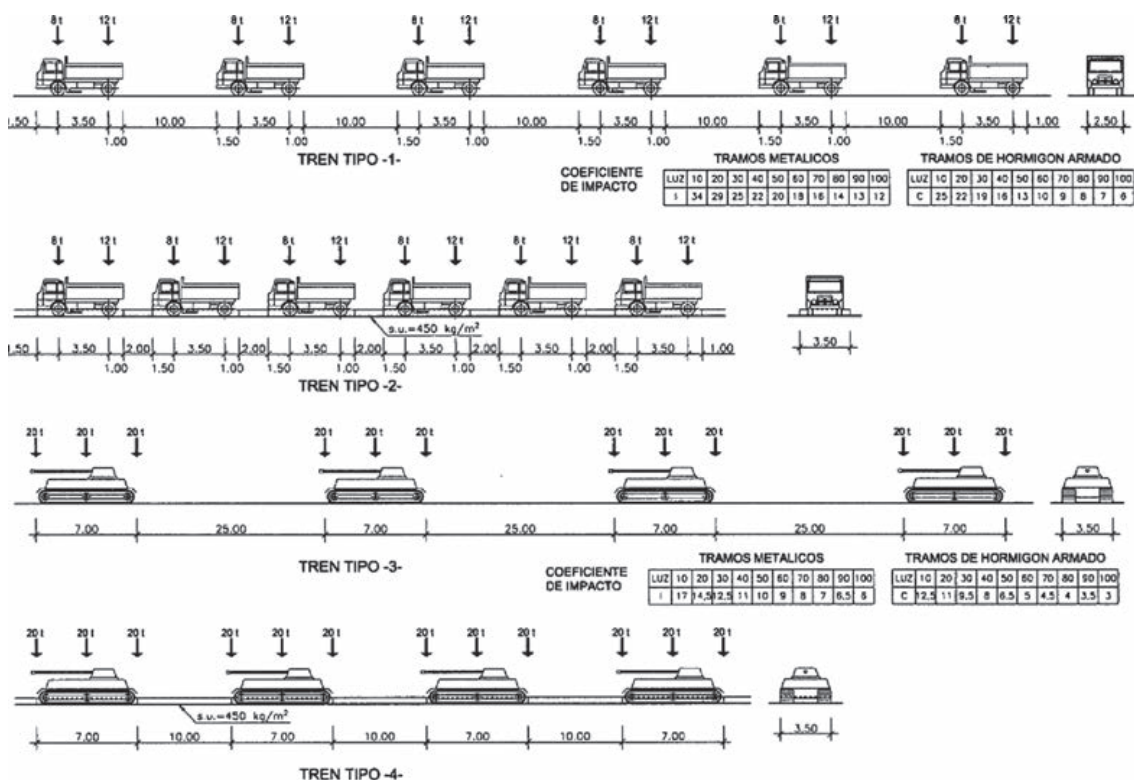 8t 12t 8t 12t 8t 12t 8t 12t 8t 12t 12t
.50 3.50 10.00 3.50 10.00 3.50 10.00 3.50 10.00 3.50 10.00 3.50 1.00 2.50
1.00 1.50 1.00 1.50 1.00 1.50 1.00 1.50 1.00 1.50
TREN TIPO -1-
COEFICIENTE DE IMPACTO
TRAMOS METALICOS
LUZ 10 20 30 40 50 60 70 80 90 100
I 34 29 25 22 20 18 16 14 13 12
TRAMOS DE HORMIGON ARMADO
LUZ 10 20 30 40 50 60 70 80 90 100
C 25 22 19 16 13 10 9 8 7 6
8t 12t 8t 12t 8t 12t 8t 12t 8t 12t 8t 12t
s.u.=450 kg/m²
.50 3.50 2.00 3.50 2.00 3.50 2.00 3.50 2.00 3.50 2.00 3.50 1.00 3.50
1.00 1.50 1.00 1.50 1.00 1.50 1.00 1.50 1.00 1.50
TREN TIPO -2-
20t 20t 20t 20t 20t 20t 20t 20t 20t 20t 20t 20t
7.00 25.00 7.00 25.00 7.00 25.00 7.00 3.50
TREN TIPO -3-
COEFICIENTE DE IMPACTO
TRAMOS METALICOS
LUZ 10 20 30 40 50 60 70 80 90 100
I 17 14,5 12.5 11 10 9 8 7 6.5 6
TRAMOS DE HORMIGON ARMADO
LUZ 10 20 30 40 50 60 70 80 90 100
C 12.5 11 9.5 8 6.5 5 4.5 4 3.5 3
20t 20t 20t 20t 20t 20t 20t 20t 20t 20t 20t 20t
s.u.=450 kg/m²
7.00 10.00 7.00 10.00 7.00 10.00 7.00 3.50
TREN TIPO -4-